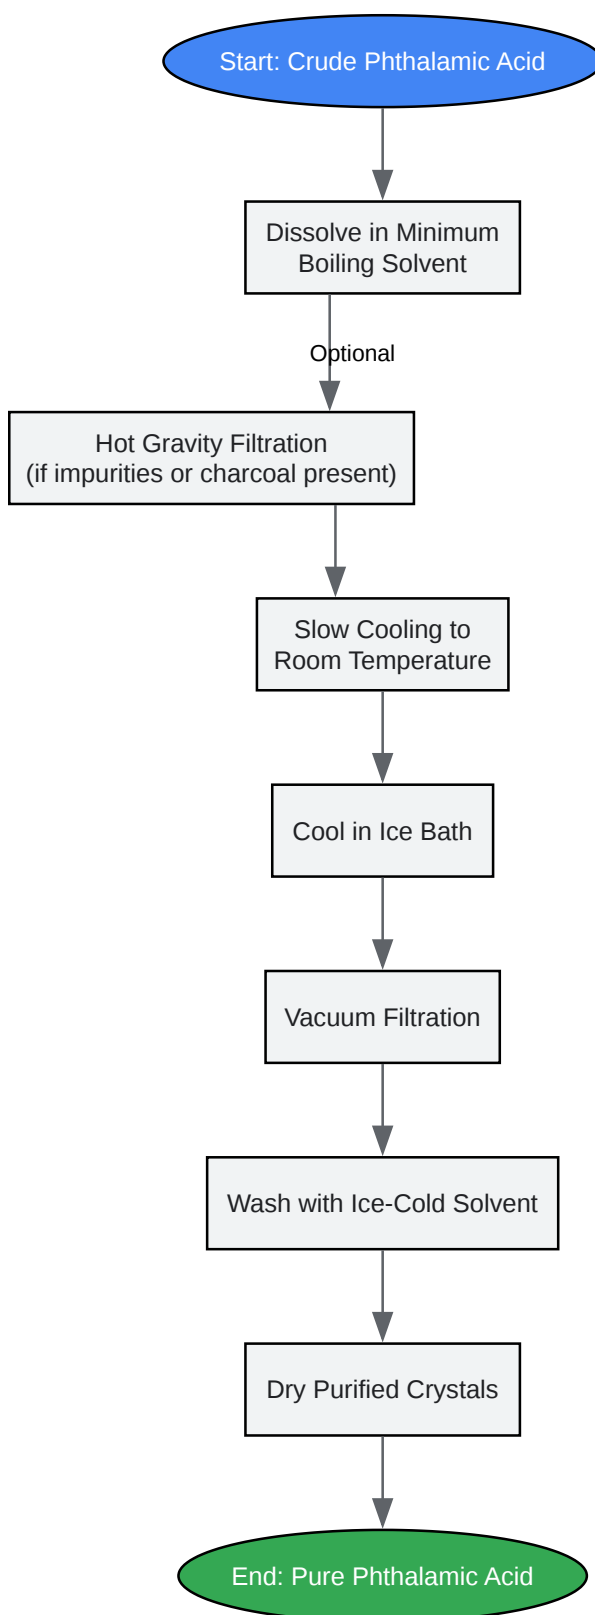 Start: Crude Phthalamic Acid
Dissolve in Minimum
Boiling Solvent
Optional
Hot Gravity Filtration
(if impurities or charcoal present)
Slow Cooling to
Room Temperature
Cool in Ice Bath
Vacuum Filtration
Wash with Ice-Cold Solvent
Dry Purified Crystals
End: Pure Phthalamic Acid